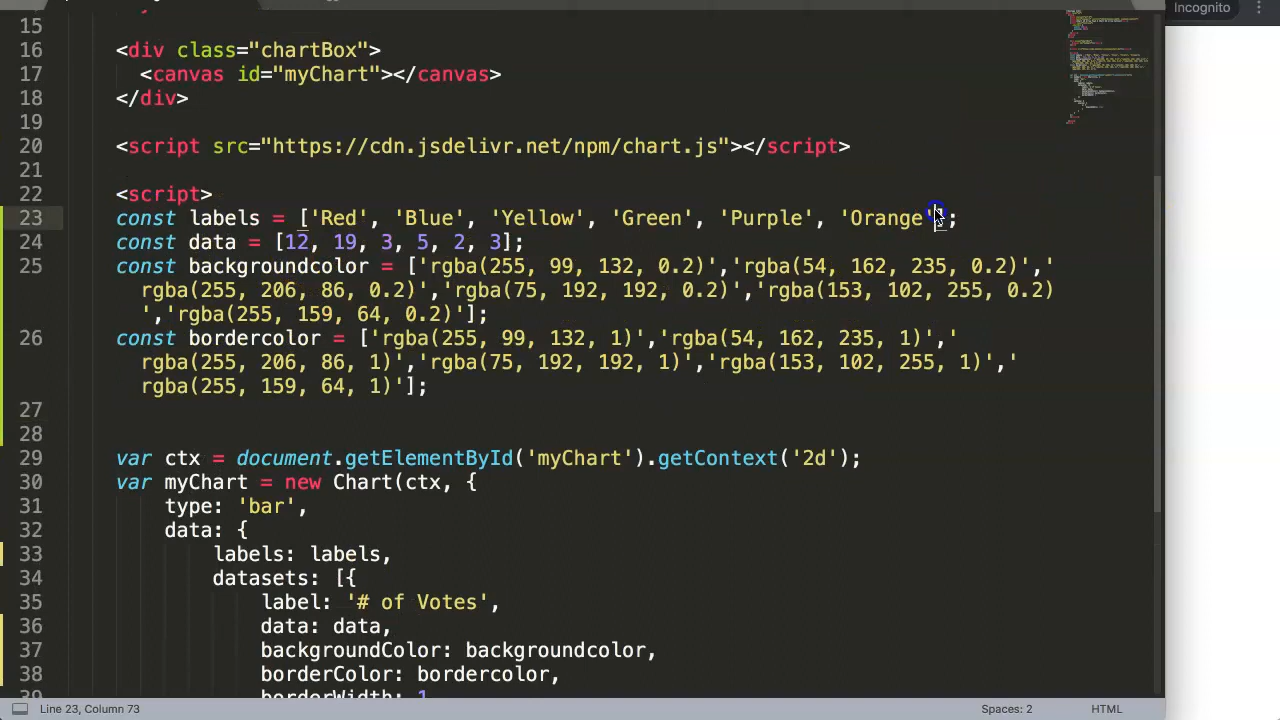 Incognito
15
16 <div class="chartBox">
17 <canvas id="myChart"></canvas>
18 </div>
19
20 <script src="https://cdn.jsdelivr.net/npm/chart.js"></script>
21
22 <script>
23 const labels = ['Red', 'Blue', 'Yellow', 'Green', 'Purple', 'Orange'];
24 const data = [12, 19, 3, 5, 2, 3];
25 const backgroundcolor = ['rgba(255, 99, 132, 0.2)','rgba(54, 162, 235, 0.2)','
rgba(255, 206, 86, 0.2)','rgba(75, 192, 192, 0.2)','rgba(153, 102, 255, 0.2)
','rgba(255, 159, 64, 0.2)'];
26 const bordercolor = ['rgba(255, 99, 132, 1)','rgba(54, 162, 235, 1)','
rgba(255, 206, 86, 1)','rgba(75, 192, 192, 1)','rgba(153, 102, 255, 1)','
rgba(255, 159, 64, 1)'];
27
28
29 var ctx = document.getElementById('myChart').getContext('2d');
30 var myChart = new Chart(ctx, {
31 type: 'bar',
32 data: {
33 labels: labels,
34 datasets: [{
35 label: '# of Votes',
36 data: data,
37 backgroundColor: backgroundcolor,
38 borderColor: bordercolor,
39 borderWidth: 1
Line 23, Column 73 Spaces: 2 HTML